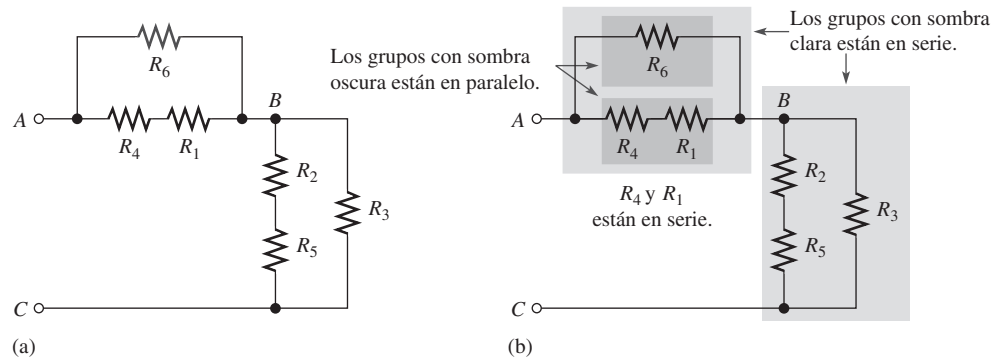 R6
A
B
R4
R1
R2
R3
R5
C
(a)
Los grupos con sombra
oscura están en paralelo.
Los grupos con sombra
clara están en serie.
R6
A
B
R4
R1
R4 y R1
están en serie.
R2
R3
R5
C
(b)